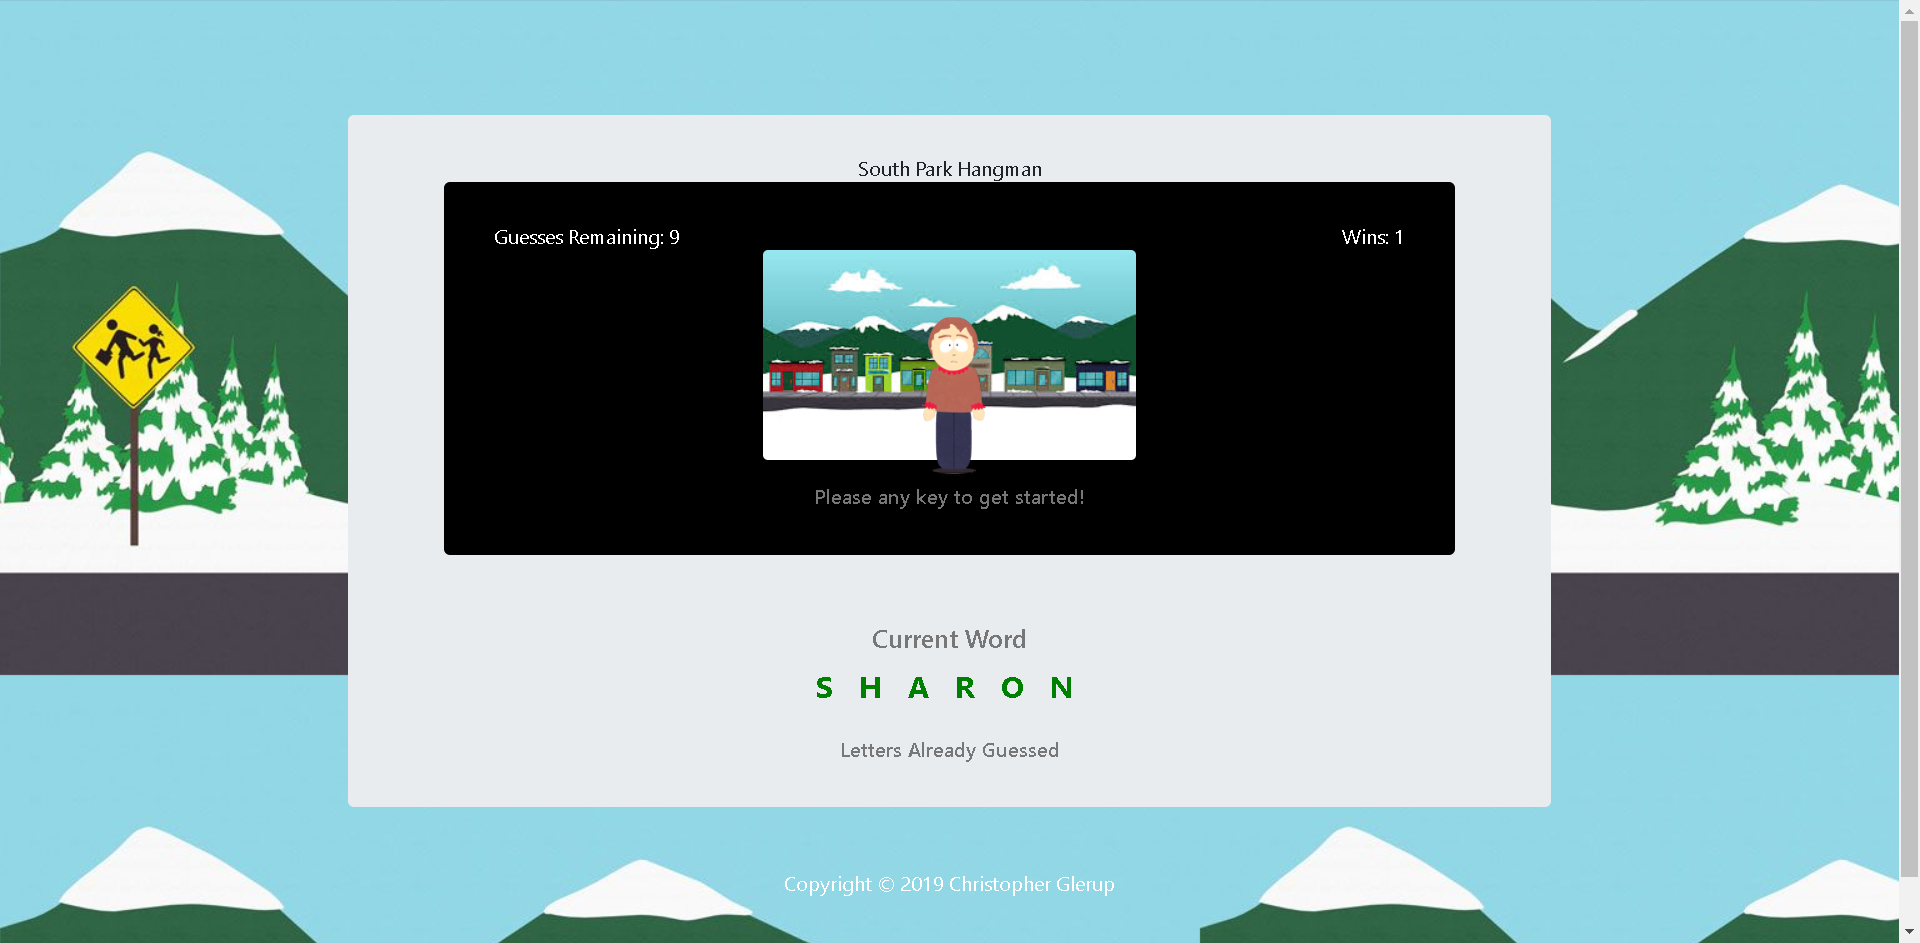 South Park Hangman
Guesses Remaining: 9
Wins: 1
Please any key to get started!
Current Word
S H A R O N
Letters Already Guessed
Copyright © 2019 Christopher Glerup